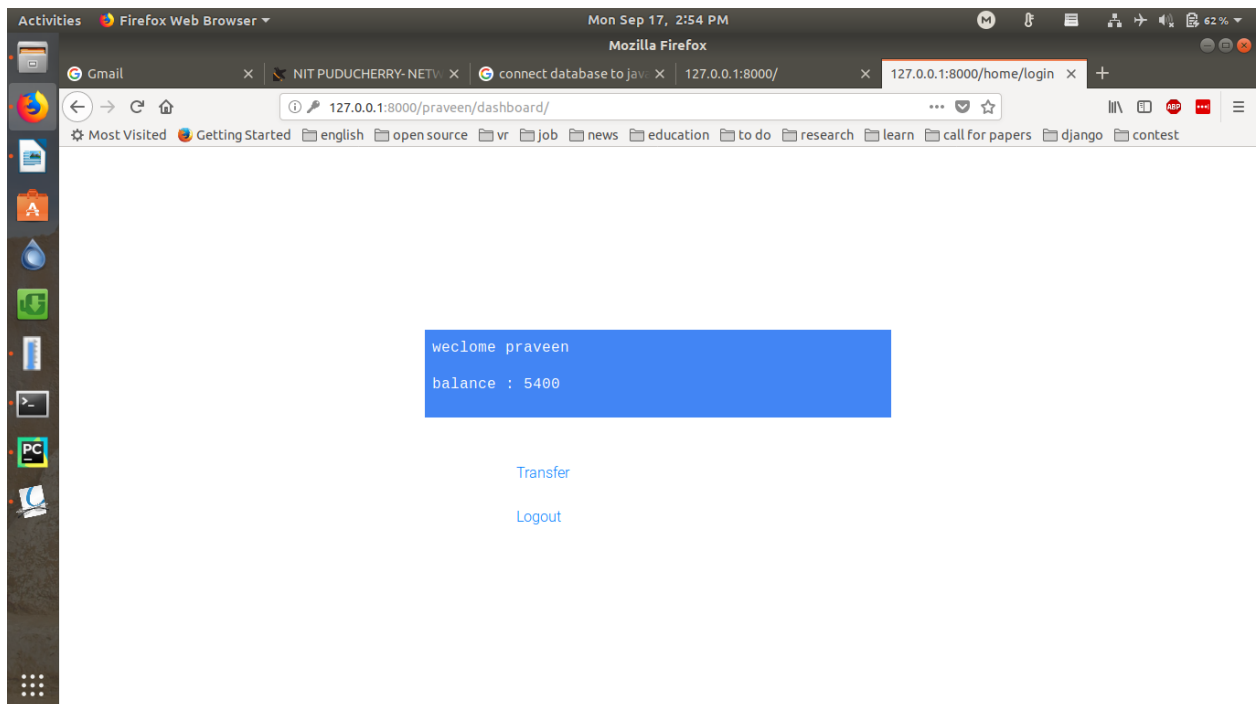 Activities Firefox Web Browser Mon Sep 17, 2:54 PM M 62 %
Mozilla Firefox
Gmail NIT PUDUCHERRY- NETW connect database to java 127.0.0.1:8000/ 127.0.0.1:8000/home/login
127.0.0.1:8000/praveen/dashboard/ ABP
Most Visited Getting Started english open source vr job news education to do research learn call for papers django contest
weclome praveen
balance : 5400
PC
Transfer
Logout